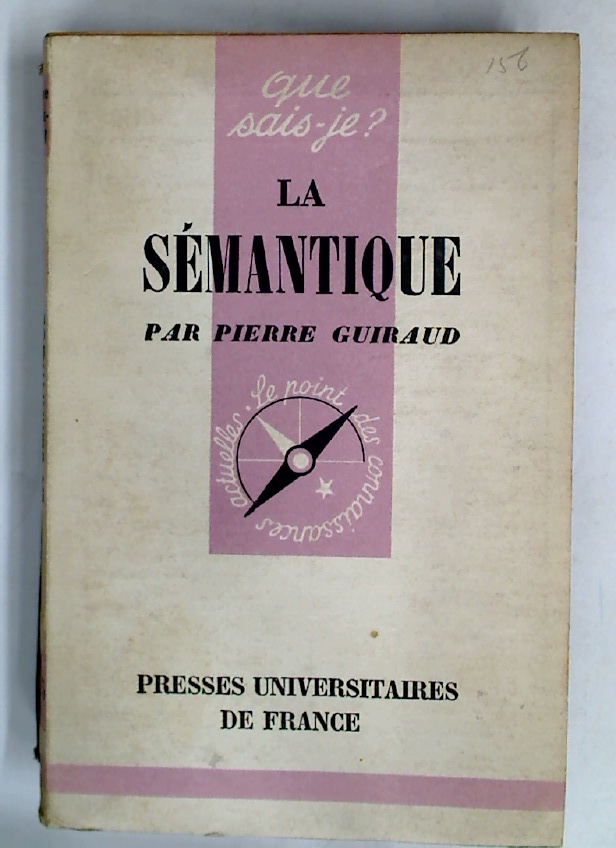 156
que
sais-je?
LA
SÉMANTIQUE
PAR PIERRE GUIRAUD
Le point des connaissances actuelles.
PRESSES UNIVERSITAIRES
DE FRANCE